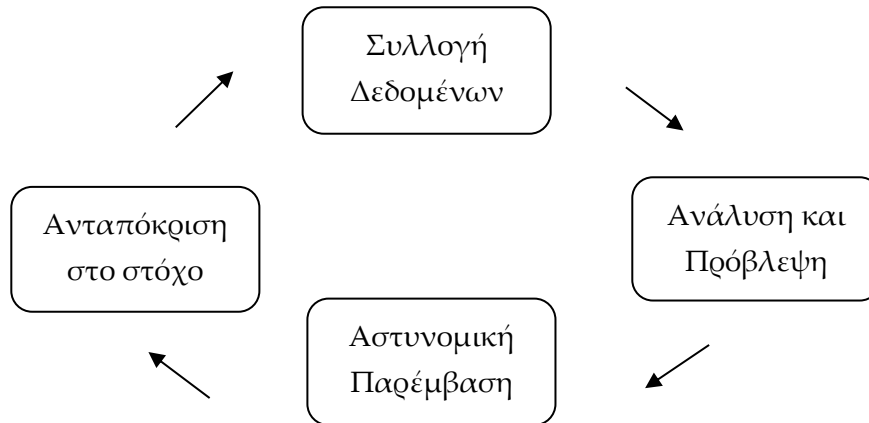 Συλλογή
Δεδομένων
Ανάλυση και
Πρόβλεψη
Αστυνομική
Παρέμβαση
Ανταπόκριση
στο στόχο